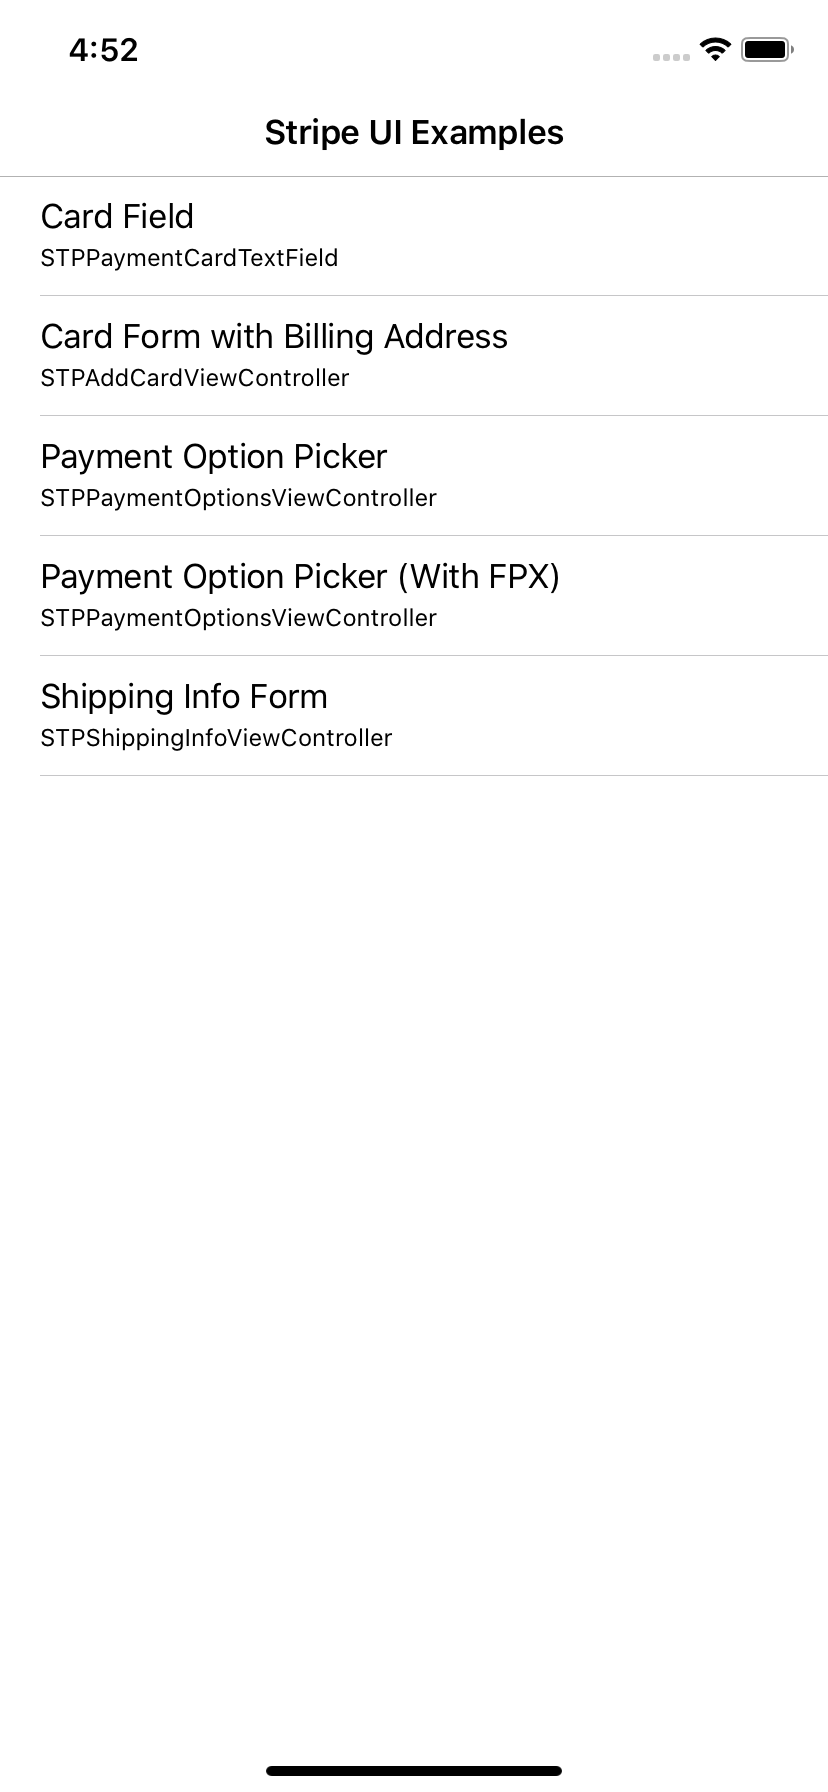 4:52
Stripe UI Examples
Card Field
STPPaymentCardTextField
Card Form with Billing Address
STPAddCardViewController
Payment Option Picker
STPPaymentOptionsViewController
Payment Option Picker (With FPX)
STPPaymentOptionsViewController
Shipping Info Form
STPShippingInfoViewController